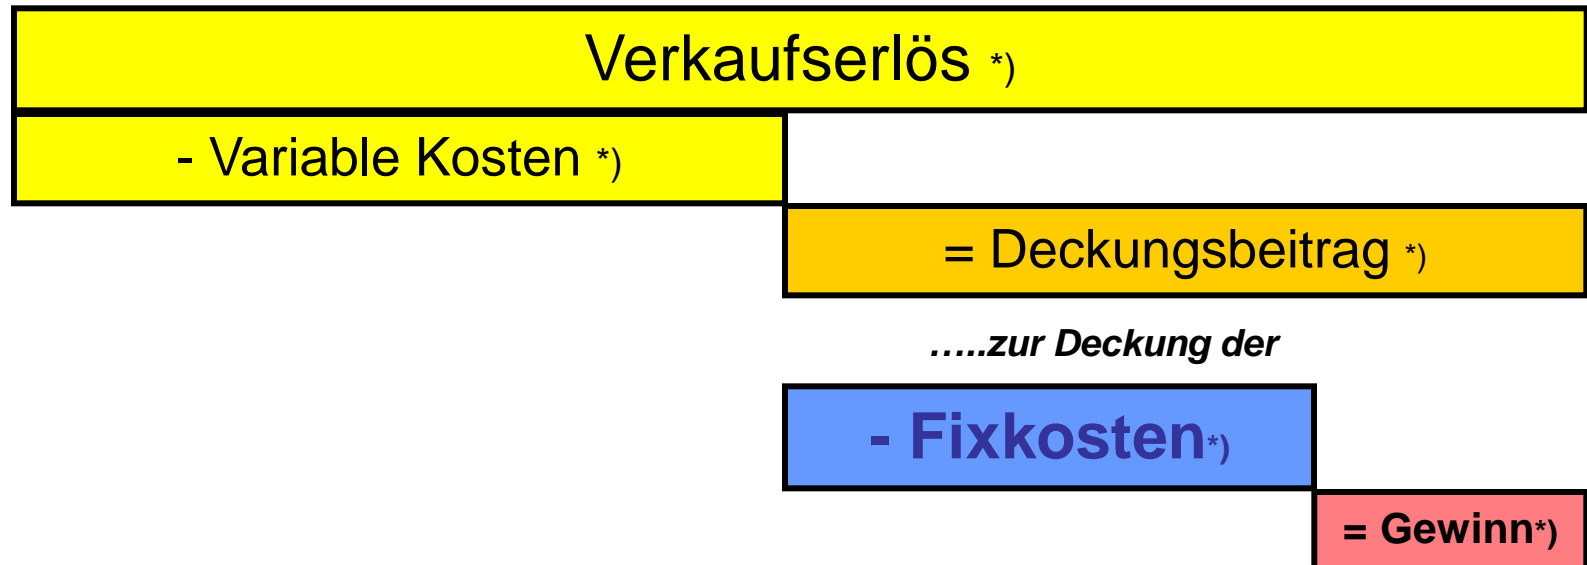 Verkaufserlös *)
- Variable Kosten *)
= Deckungsbeitrag *)
…..zur Deckung der
- Fixkosten*)
= Gewinn*)